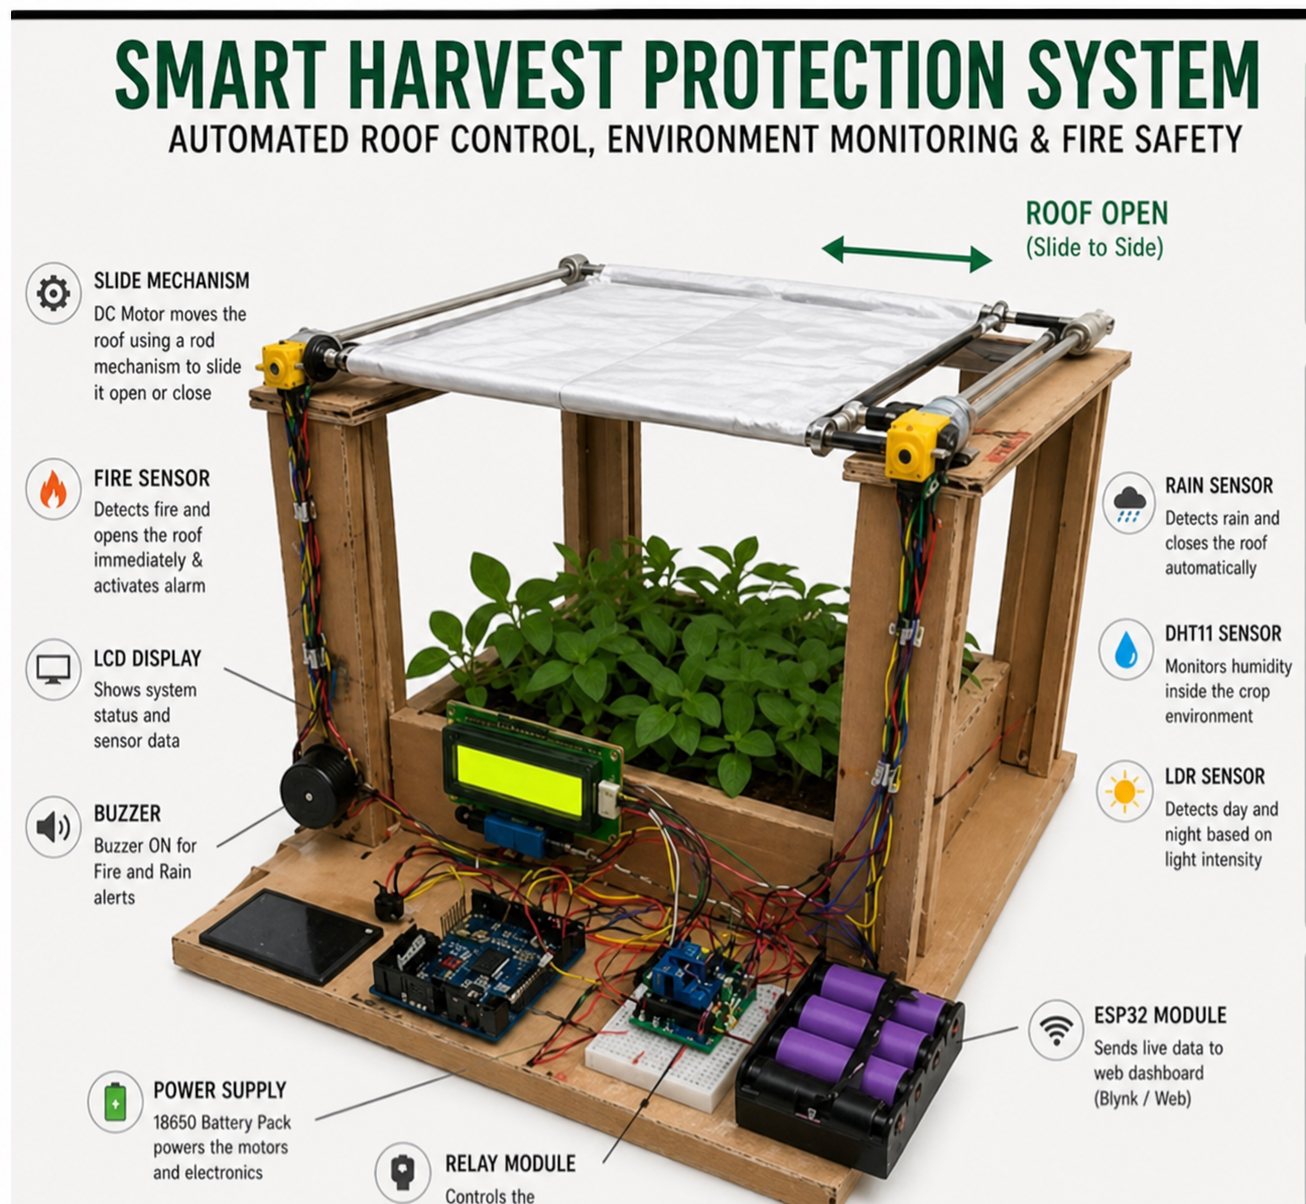 SMART HARVEST PROTECTION SYSTEM
AUTOMATED ROOF CONTROL, ENVIRONMENT MONITORING & FIRE SAFETY
ROOF OPEN
(Slide to Side)
SLIDE MECHANISM
DC Motor moves the
roof using a rod
mechanism to slide
it open or close
FIRE SENSOR
Detects fire and
opens the roof
immediately &
activates alarm
LCD DISPLAY
Shows system
status and
sensor data
BUZZER
Buzzer ON for
Fire and Rain
alerts
RAIN SENSOR
Detects rain and
closes the roof
automatically
DHT11 SENSOR
Monitors humidity
inside the crop
environment
LDR SENSOR
Detects day and
night based on
light intensity
ESP32 MODULE
Sends live data to
web dashboard
(Blynk / Web)
POWER SUPPLY
18650 Battery Pack
powers the motors
and electronics
RELAY MODULE
Controls the